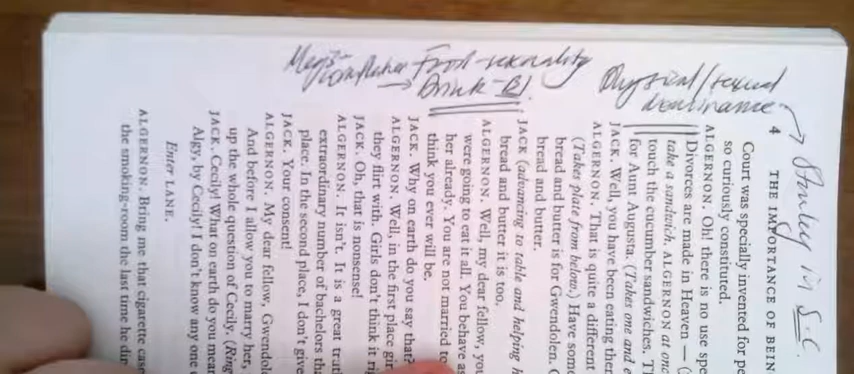 Food - sexuality
Drink - 
Physical/sexual
dominance
Stanley in S.C.
4 THE IMPORTANCE OF BEIN
Court was specially invented for pe
so curiously constituted.
ALGERNON. Oh! there is no use spe
Divorces are made in Heaven — (
take a sandwich. ALGERNON at onc
touch the cucumber sandwiches. Th
for Aunt Augusta. (Takes one and e
JACK. Well, you have been eating them
ALGERNON. That is quite a different
(Takes plate from below.) Have some
bread and butter is for Gwendolen. G
bread and butter.
JACK (advancing to table and helping h
bread and butter it is too.
ALGERNON. Well, my dear fellow, you
were going to eat it all. You behave as
her already. You are not married to
think you ever will be.
JACK. Why on earth do you say that?
ALGERNON. Well, in the first place gir
they flirt with. Girls don't think it ri
JACK. Oh, that is nonsense!
ALGERNON. It isn't. It is a great trut
extraordinary number of bachelors th
place. In the second place, I don't give
JACK. Your consent!
ALGERNON. My dear fellow, Gwendol
And before I allow you to marry her,
up the whole question of Cecily. (Ring
JACK. Cecily! What on earth do you mean
Algy, by Cecily! I don't know any one
Enter LANE.
ALGERNON. Bring me that cigarette case
the smoking-room the last time he din